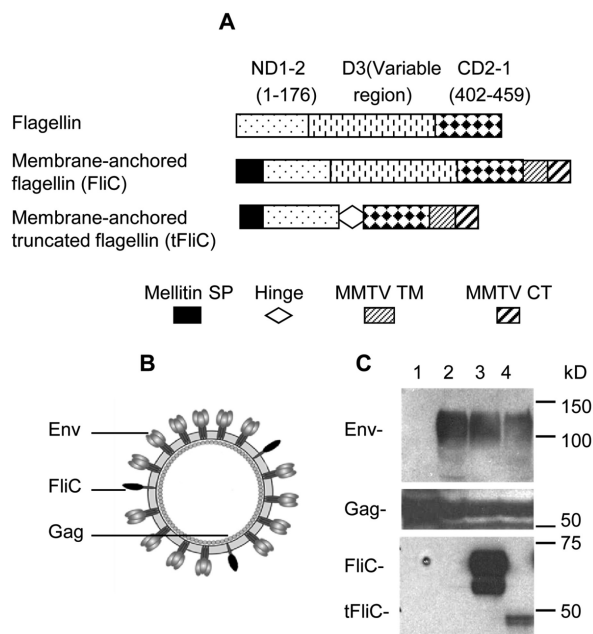 A
ND1-2 D3(Variable CD2-1
(1-176) region) (402-459)
Flagellin
Membrane-anchored
flagellin (FliC)
Membrane-anchored
truncated flagellin (tFliC)
Mellitin SP Hinge MMTV TM MMTV CT
B
Env
FliC
Gag
C
1 2 3 4 kD
150
Env-
100
Gag-
50
75
FliC-
tFliC-
50